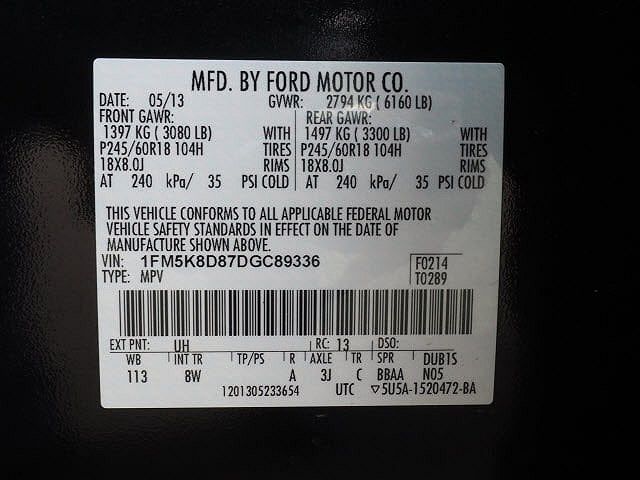 MFD. BY FORD MOTOR CO.
DATE: 05/13 GVWR: 2794 KG ( 6160 LB)
FRONT GAWR: REAR GAWR:
1397 KG ( 3080 LB) WITH 1497 KG ( 3300 LB) WITH
P245/60R18 104H TIRES P245/60R18 104H TIRES
18X8.0J RIMS 18X8.0J RIMS
AT 240 kPa/ 35 PSI COLD AT 240 kPa/ 35 PSI COLD
THIS VEHICLE CONFORMS TO ALL APPLICABLE FEDERAL MOTOR
VEHICLE SAFETY STANDARDS IN EFFECT ON THE DATE OF
MANUFACTURE SHOWN ABOVE.
VIN: 1FM5K8D87DGC89336 F0214
TYPE: MPV T0289
EXT PNT: UH RC: 13 DSO:
WB INT TR TP/PS R AXLE TR SPR DUB1S
113 8W A 3J C BBAA N05
1201305233654 UTC ▽5U5A-1520472-BA